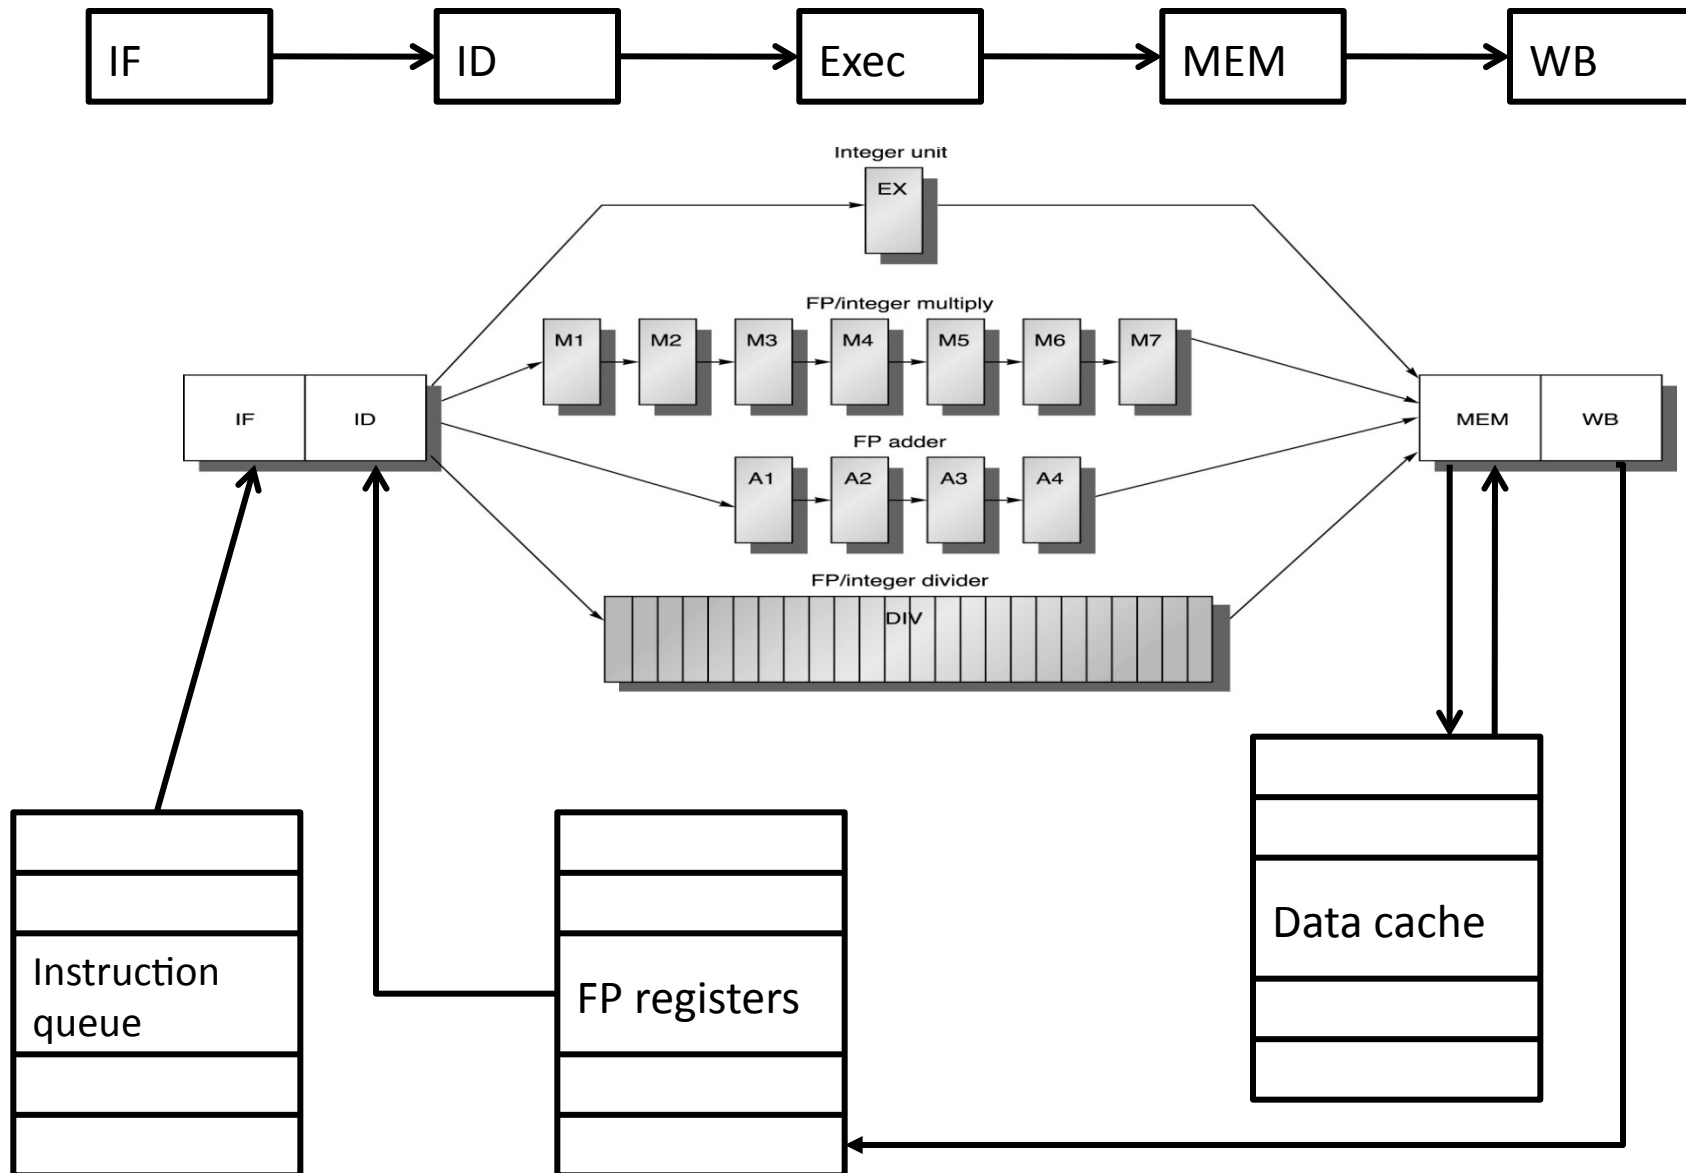 IF
ID
Exec
MEM
WB
Integer unit
EX
FP/integer multiply
M1
M2
M3
M4
M5
M6
M7
IF
ID
MEM
WB
FP adder
A1
A2
A3
A4
FP/integer divider
DIV
Data cache
Instruction
queue
FP registers